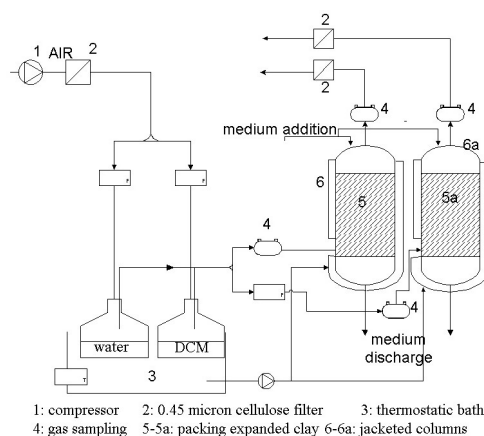 2
1 AIR 2
2
4
4
medium addition
6a
P
P
6
5
5a
4
P
4
water
DCM
medium
discharge
T
3
1: compressor 2: 0.45 micron cellulose filter 3: thermostatic bath
4: gas sampling 5-5a: packing expanded clay 6-6a: jacketed columns